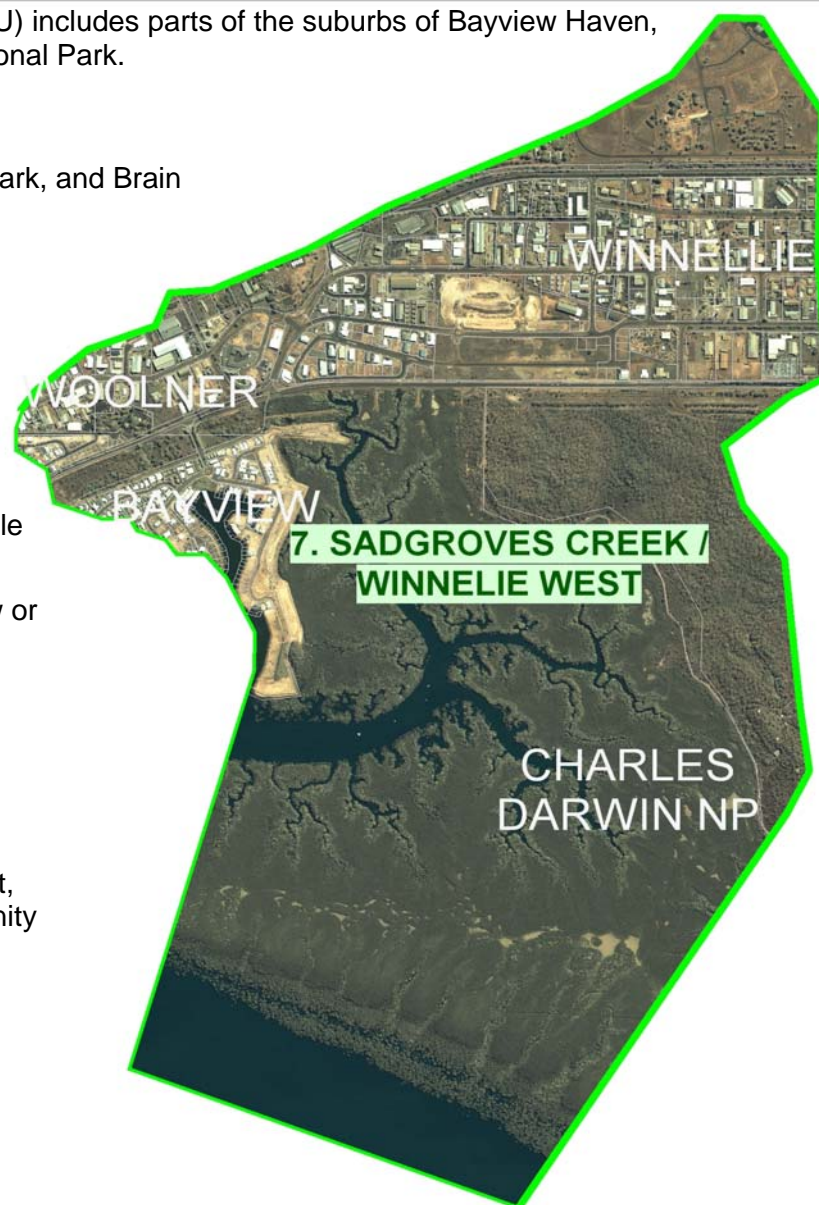 U) includes parts of the suburbs of Bayview Haven,
onal Park.
ark, and Brain
WINNELLIE
WOOLNER
BAYVIEW
le
7. SADGROVES CREEK /
WINNELIE WEST
or
CHARLES
DARWIN NP
t,
nity